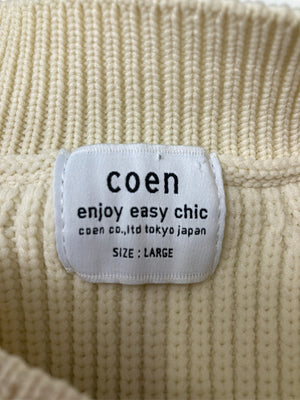 coen
enjoy easy chic
coen co.,ltd tokyo japan
SIZE : LARGE